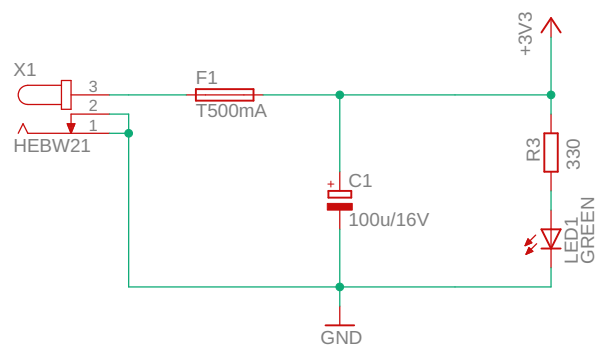 +3V3
X1
3
F1
2
T500mA
1
HEBW21
R3
330
+
C1
100u/16V
LED1
GREEN
GND